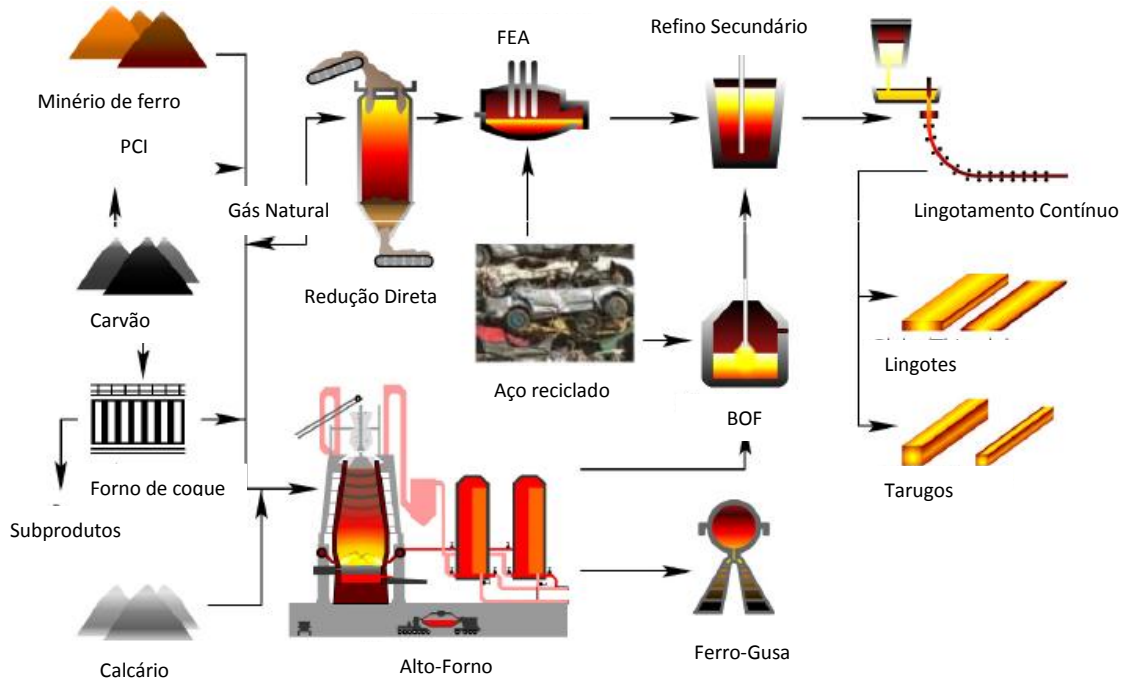 FEA
Refino Secundário
Minério de ferro
PCI
Gás Natural
Lingotamento Contínuo
Redução Direta
Carvão
Lingotes
Aço reciclado
BOF
Forno de coque
Tarugos
Subprodutos
Ferro-Gusa
Calcário
Alto-Forno